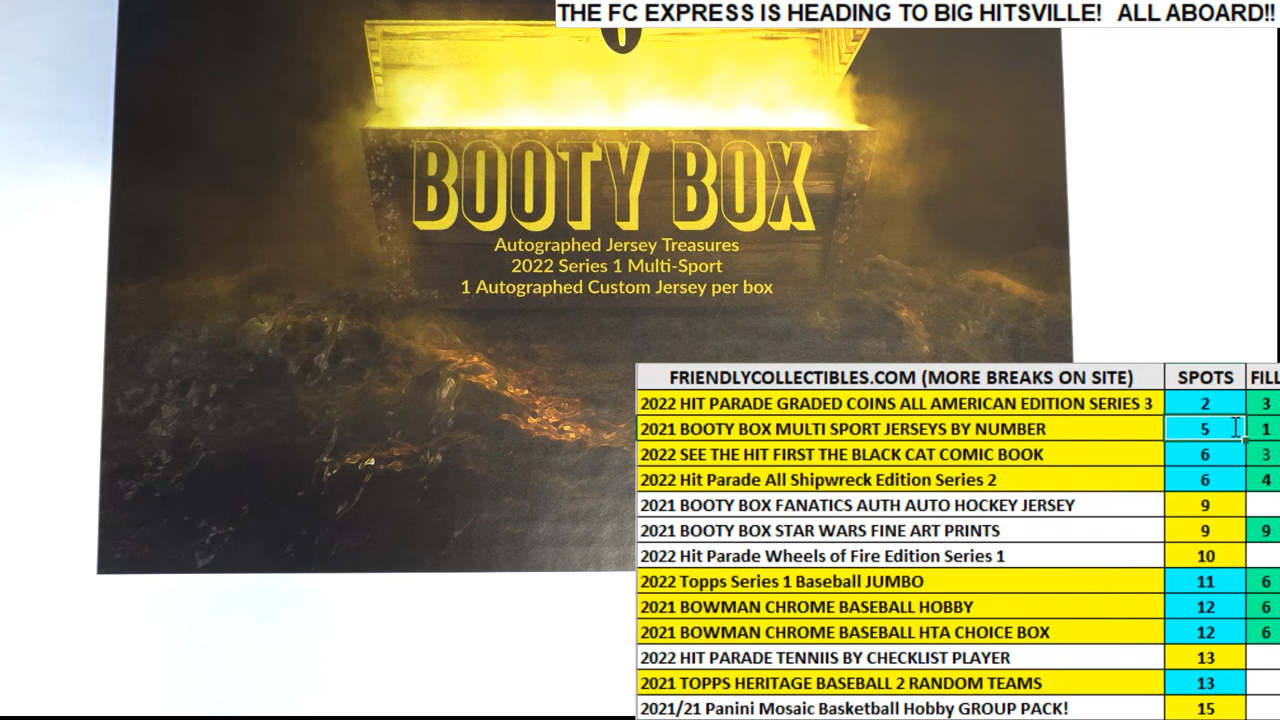 THE FC EXPRESS IS HEADING TO BIG HITSVILLE! ALL ABOARD!!
BOOTY BOX
Autographed Jersey Treasures
2022 Series 1 Multi-Sport
1 Autographed Custom Jersey per box
FRIENDLYCOLLECTIBLES.COM (MORE BREAKS ON SITE) SPOTS FILL
2022 HIT PARADE GRADED COINS ALL AMERICAN EDITION SERIES 3 2 3
2021 BOOTY BOX MULTI SPORT JERSEYS BY NUMBER 5 1
2022 SEE THE HIT FIRST THE BLACK CAT COMIC BOOK 6 3
2022 Hit Parade All Shipwreck Edition Series 2 6 4
2021 BOOTY BOX FANATICS AUTH AUTO HOCKEY JERSEY 9
2021 BOOTY BOX STAR WARS FINE ART PRINTS 9 9
2022 Hit Parade Wheels of Fire Edition Series 1 10
2022 Topps Series 1 Baseball JUMBO 11 6
2021 BOWMAN CHROME BASEBALL HOBBY 12 6
2021 BOWMAN CHROME BASEBALL HTA CHOICE BOX 12 6
2022 HIT PARADE TENNIIS BY CHECKLIST PLAYER 13
2021 TOPPS HERITAGE BASEBALL 2 RANDOM TEAMS 13
2021/21 Panini Mosaic Basketball Hobby GROUP PACK! 15